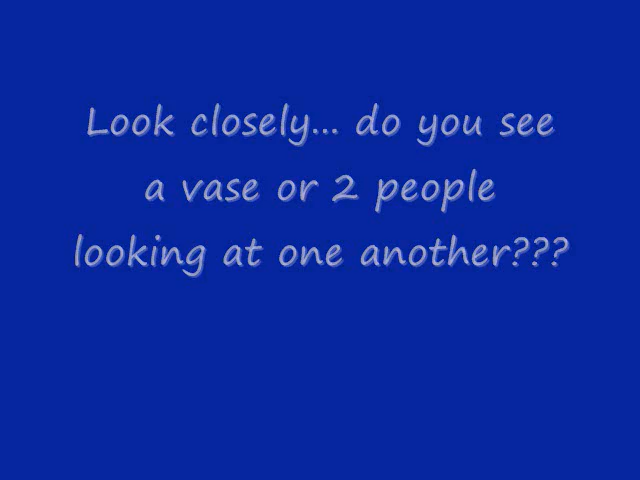 Look closely... do you see
a vase or 2 people
looking at one another???